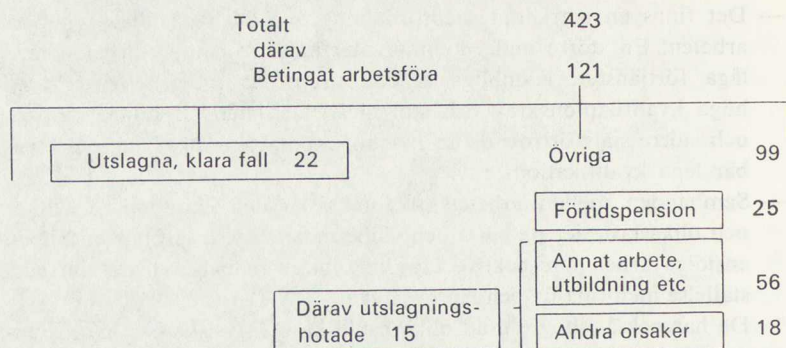 Totalt 423
därav
Betingat arbetsföra 121
Utslagna, klara fall 22
Övriga 99
Förtidspension 25
Annat arbete,
utbildning etc 56
Därav utslagnings-
hotade 15
Andra orsaker 18